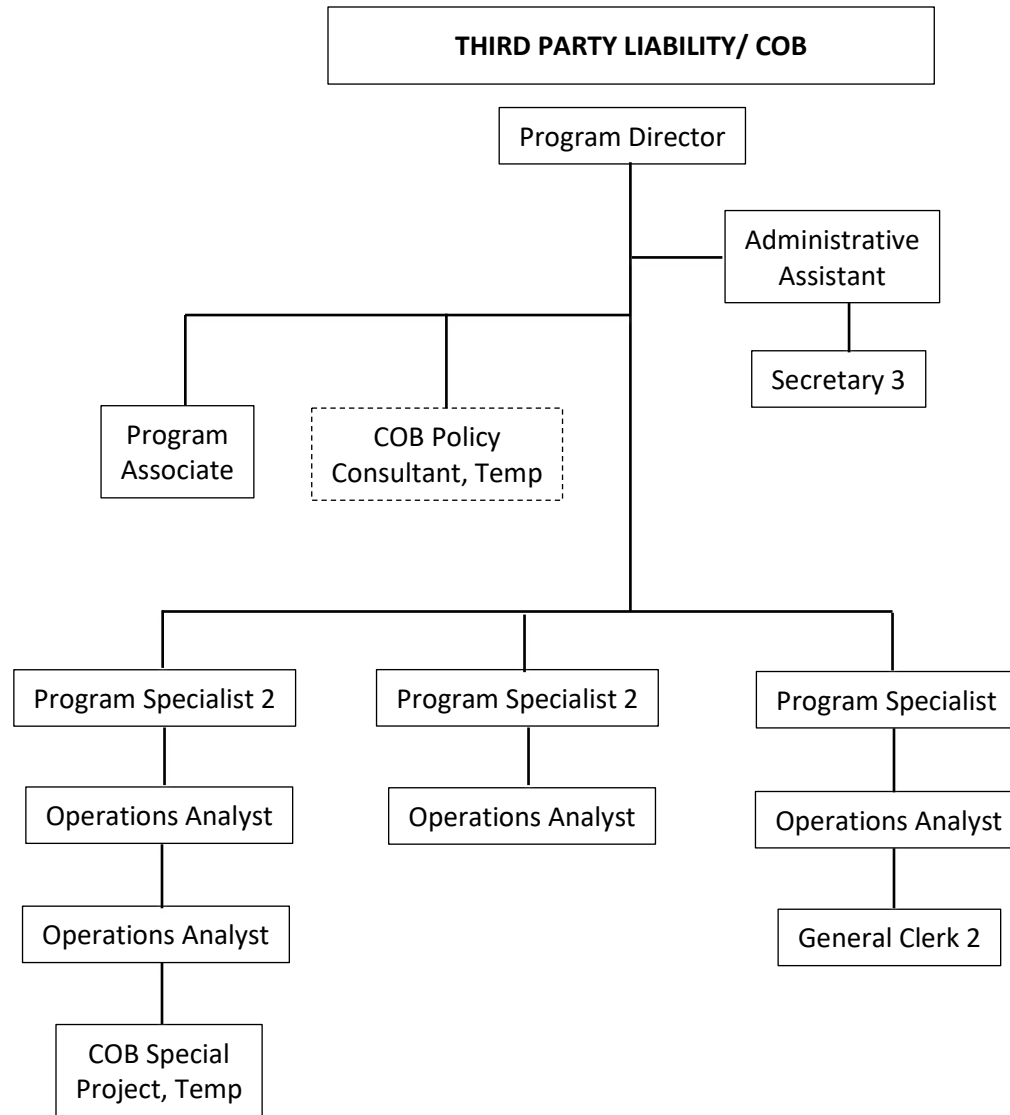 THIRD PARTY LIABILITY/ COB
Program Director
Administrative
Assistant
Secretary 3
Program
Associate
COB Policy
Consultant, Temp
Program Specialist 2
Program Specialist 2
Program Specialist
Operations Analyst
Operations Analyst
Operations Analyst
Operations Analyst
General Clerk 2
COB Special
Project, Temp